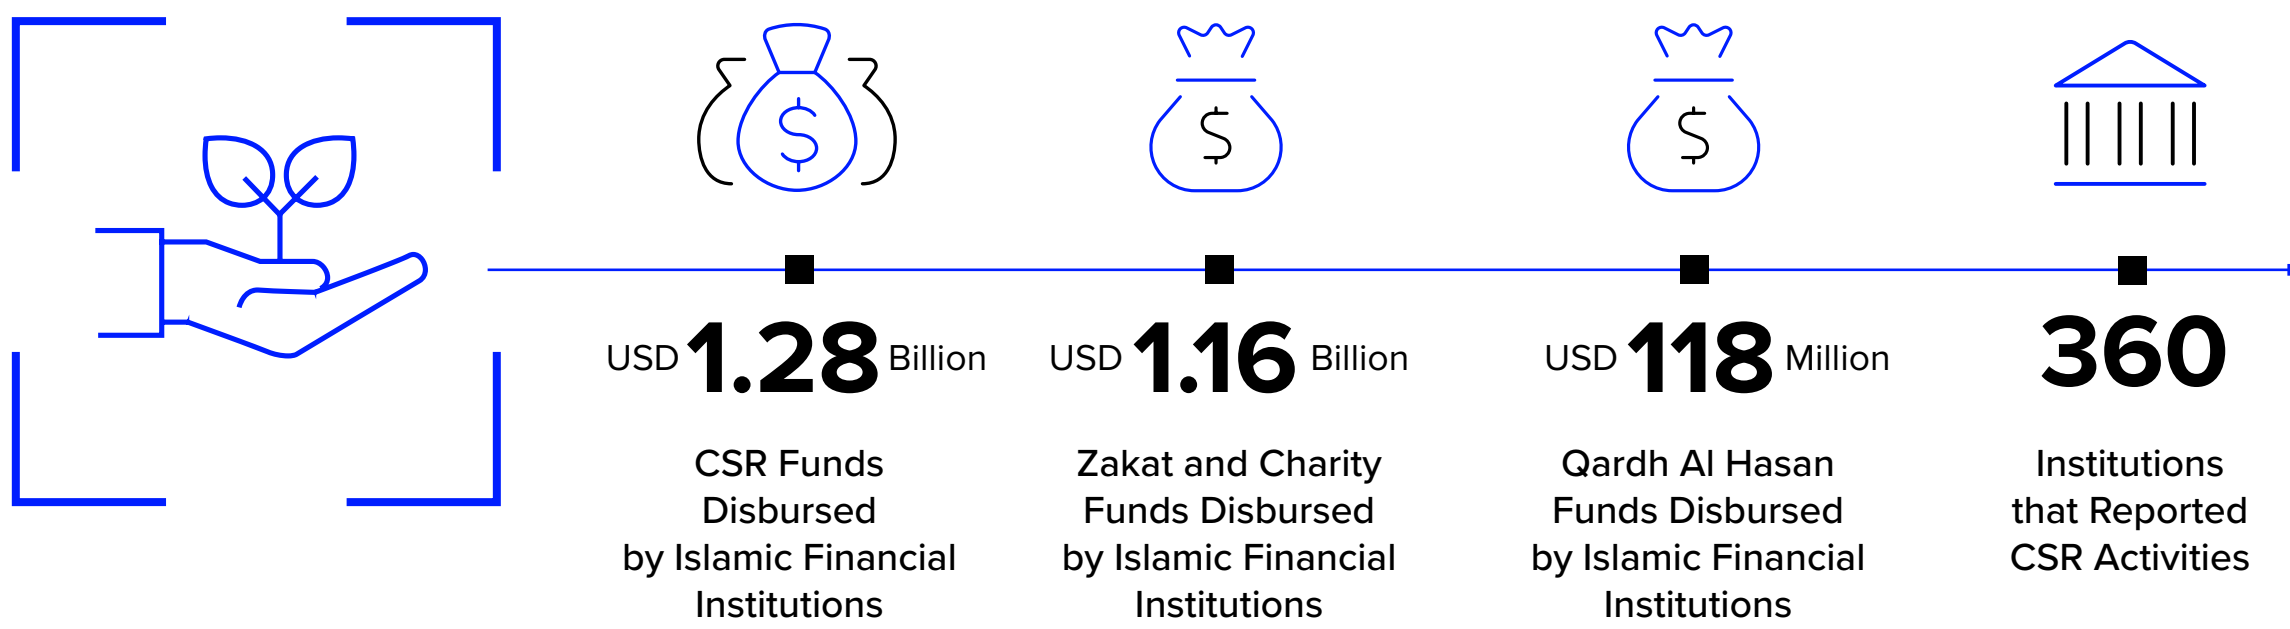 USD 1.28 Billion
CSR Funds
Disbursed
by Islamic Financial
Institutions
USD 1.16 Billion
Zakat and Charity
Funds Disbursed
by Islamic Financial
Institutions
USD 118 Million
Qardh Al Hasan
Funds Disbursed
by Islamic Financial
Institutions
360
Institutions
that Reported
CSR Activities